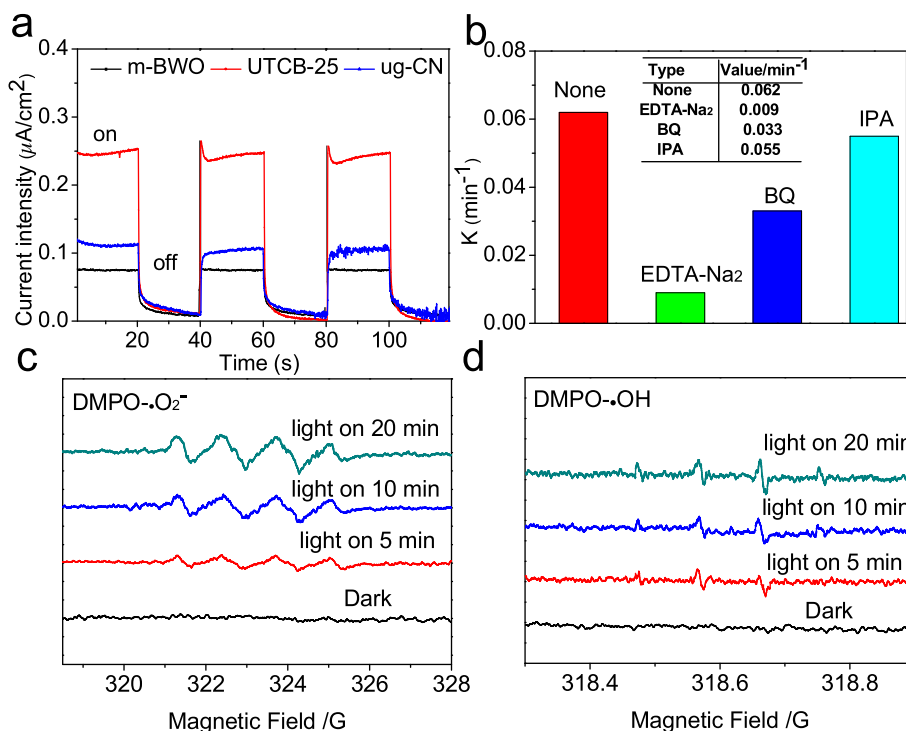 a
m-BWO UTCB-25 ug-CN
on
off
0.4
0.3
0.2
0.1
0.0
Current intensity (μA/cm2)
20 40 60 80 100
Time (s)
b
None
EDTA-Na2
BQ
IPA
Type Value/min-1
None 0.062
EDTA-Na2 0.009
BQ 0.033
IPA 0.055
0.08
0.06
0.04
0.02
0.00
K (min-1)
c
DMPO-•O2-
light on 20 min
light on 10 min
light on 5 min
Dark
320 322 324 326 328
Magnetic Field /G
d
DMPO-•OH
light on 20 min
light on 10 min
light on 5 min
Dark
318.4 318.6 318.8
Magnetic Field /G